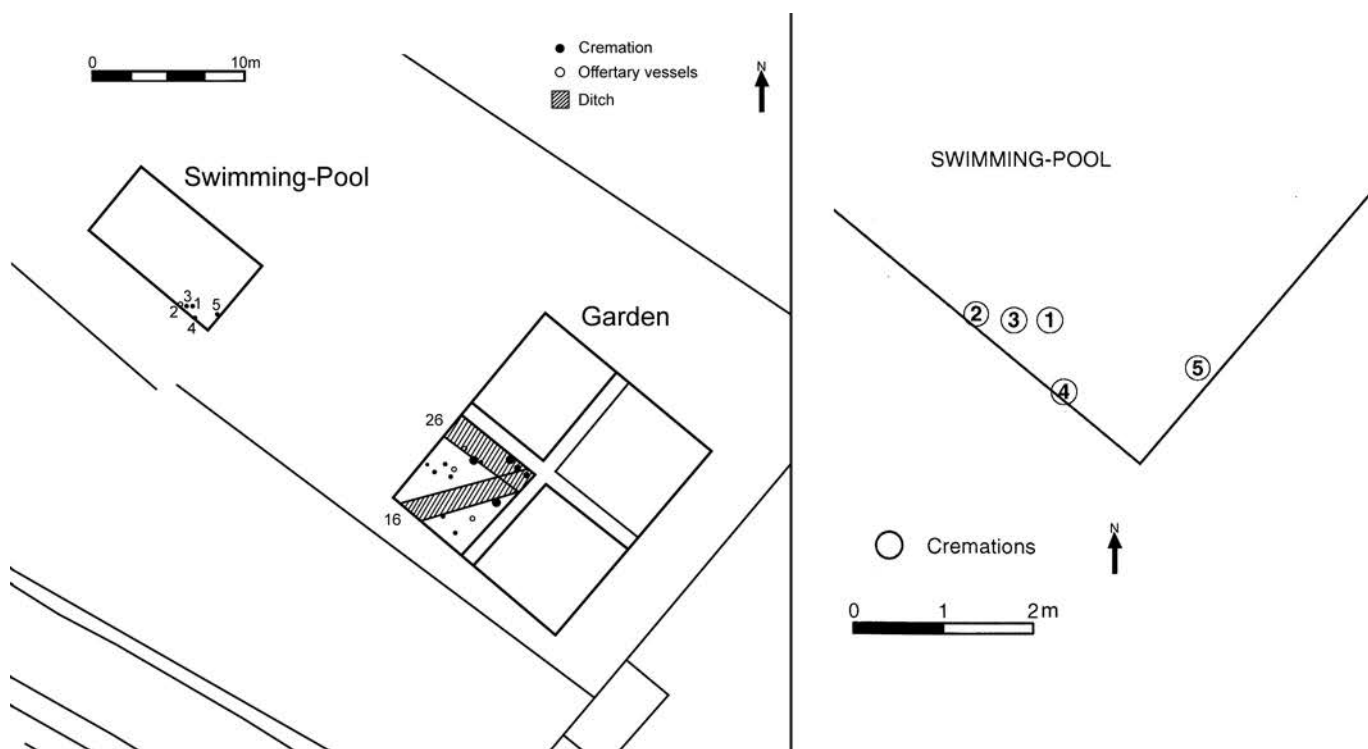 0 10m
Cremation
Offertary vessels
Ditch
N
Swimming-Pool
3 1 5
2
4
Garden
26
16
SWIMMING-POOL
2 3 1
5
4
N
Cremations
0 1 2 m